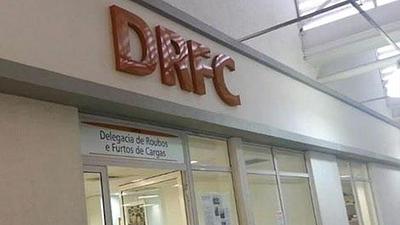 DRFC
Delegacia de Roubos
e Furtos de Cargas